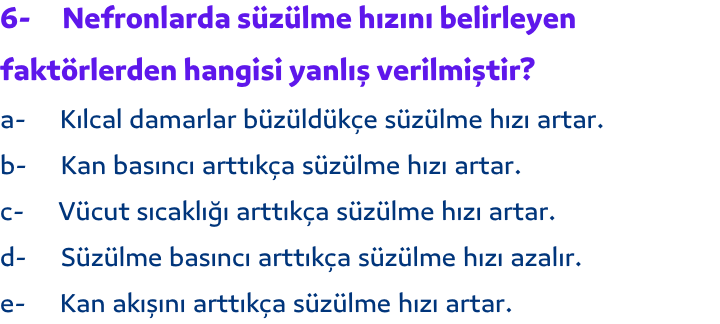 6- Nefronlarda süzülme hızını belirleyen
faktörlerden hangisi yanlış verilmiştir?
a- Kılcal damarlar büzüldükçe süzülme hızı artar.
b- Kan basıncı arttıkça süzülme hızı artar.
c- Vücut sıcaklığı arttıkça süzülme hızı artar.
d- Süzülme basıncı arttıkça süzülme hızı azalır.
e- Kan akışını arttıkça süzülme hızı artar.